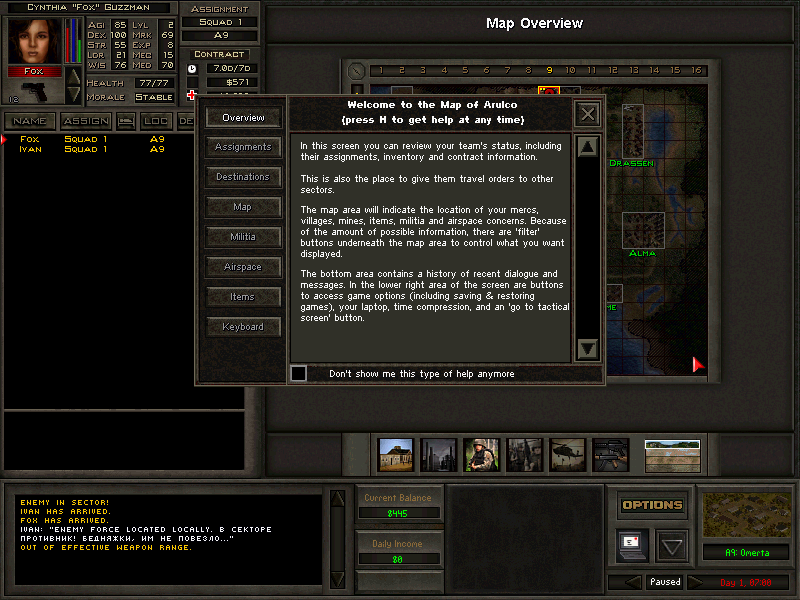 Cynthia "Fox" Guzzman
Assignment
Squad 1
A9
Contract
7.0D/7D
$571
AGI 85 LVL 2
DEX 100 MRK 69
STR 55 EXP 8
LDR 21 MEC 15
WIS 76 MED 70
Health 77/77
Morale Stable
Fox
12
Name Assign Loc De
Fox Squad 1 A9
Ivan Squad 1 A9
Map Overview
1 2 3 4 5 6 7 8 9 10 11 12 13 14 15 16
Drassen
Alma
Welcome to the Map of Arulco
(press H to get help at any time)
Overview
Assignments
Destinations
Map
Militia
Airspace
Items
Keyboard
In this screen you can review your team's status, including
their assignments, inventory and contract information.
This is also the place to give them travel orders to other
sectors.
The map area will indicate the location of your mercs,
villages, mines, items, militia and airspace concerns. Because
of the amount of possible information, there are 'filter'
buttons underneath the map area to control what you want
displayed.
The bottom area contains a history of recent dialogue and
messages. In the lower right area of the screen are buttons
to access game options (including saving & restoring
games), your laptop, time compression, and an 'go to tactical
screen' button.
Don't show me this type of help anymore
Enemy in sector!
Ivan has arrived.
Fox has arrived.
Ivan: "Enemy force located locally. В секторе
противник! Бедняжки, им не повезло..."
Out of effective weapon range.
Current Balance
$445
Daily Income
$0
OPTIONS
A9: Omerta
Paused
Day 1, 07:00